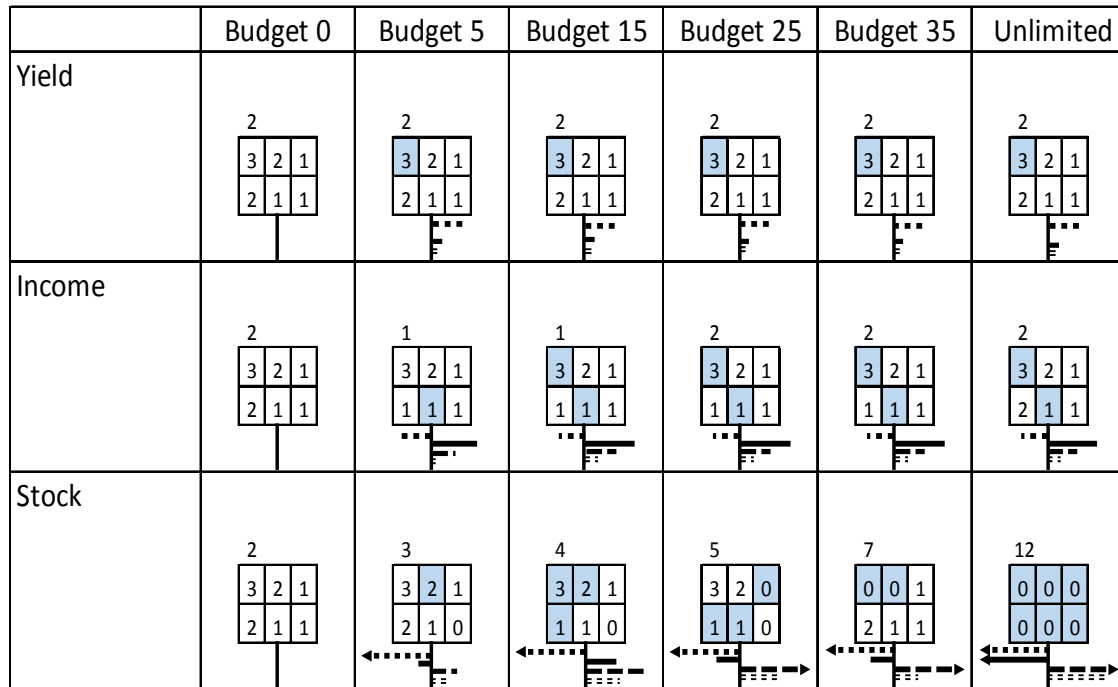 Budget 0 Budget 5 Budget 15 Budget 25 Budget 35 Unlimited
Yield
2 2 2 2 2 2
3 2 1 3 2 1 3 2 1 3 2 1 3 2 1 3 2 1
2 1 1 2 1 1 2 1 1 2 1 1 2 1 1 2 1 1
Income
2 1 1 2 2 2
3 2 1 3 2 1 3 2 1 3 2 1 3 2 1 3 2 1
2 1 1 1 1 1 1 1 1 1 1 1 1 1 1 2 1 1
Stock
2 3 4 5 7 12
3 2 1 3 2 1 3 2 1 3 2 0 0 0 1 0 0 0
2 1 1 2 1 0 1 1 0 1 1 0 2 1 1 0 0 0